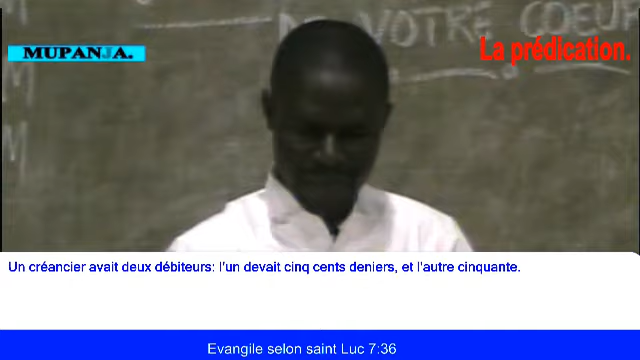 DE VOTRE COEUR
MUPANJA.
La prédication.
Un créancier avait deux débiteurs: l'un devait cinq cents deniers, et l'autre cinquante.
Evangile selon saint Luc 7:36